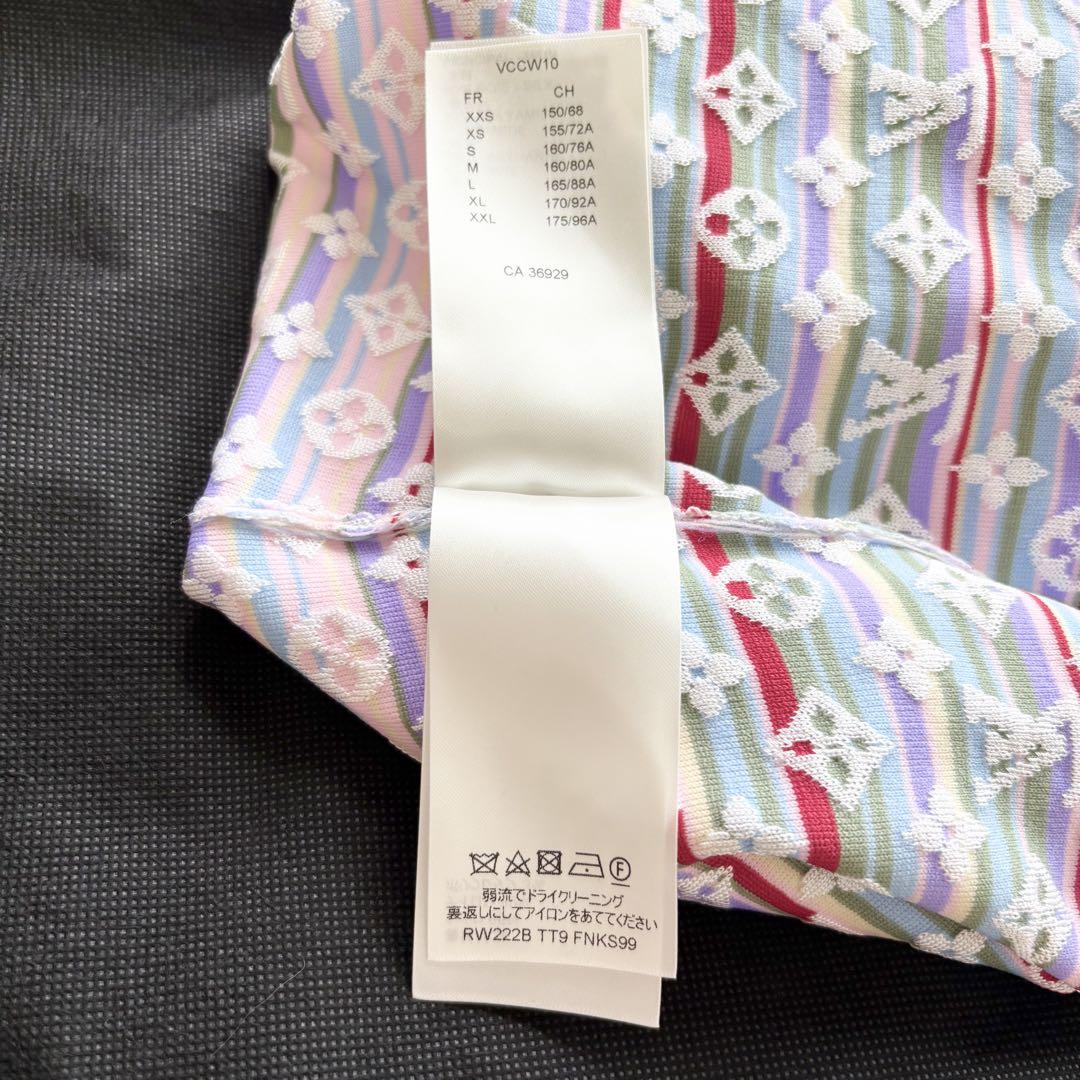 VCCW10
FR CH
XXS 150/68
XS 155/72A
S 160/76A
M 160/80A
L 165/88A
XL 170/92A
XXL 175/96A
CA 36929
F
弱流でドライクリーニング
裏返しにしてアイロンをあててください
RW222B TT9 FNKS99